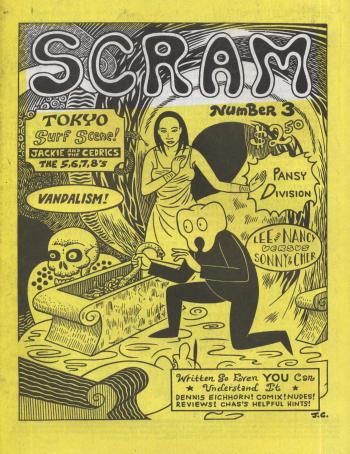 SCRAM
NumBER 3
$2.50
TOKYO
Surf Scene!
JACKIE AND THE CEDRICS
THE 5,6,7,8'S
VANDALISM!
PANSY
DIVISION
LEE AND NANCY
VERSUS
SONNY & CHER
Written So Even YOU Can
Understand It
DENNIS EICHHORN! COMIX! NUDES!
REVIEWS! CHAS'S HELPFUL HINTS!
J.C.